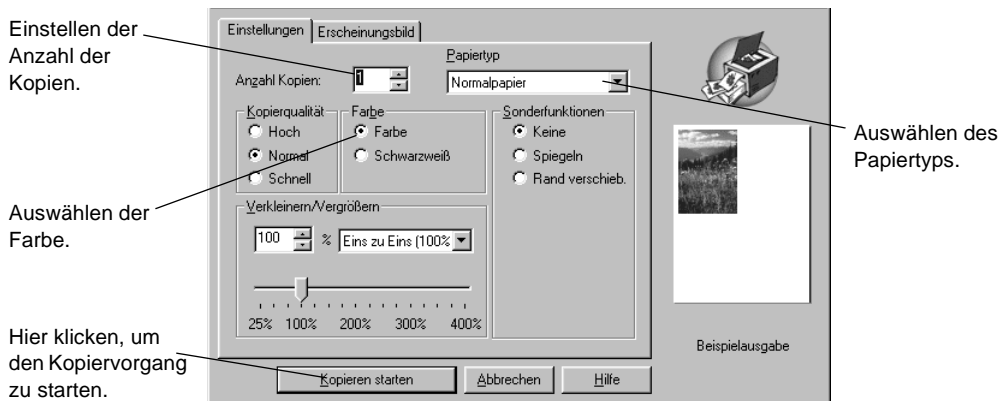 Einstellen der
Anzahl der
Kopien.
Auswählen der
Farbe.
Hier klicken, um
den Kopiervorgang
zu starten.
Einstellungen Erscheinungsbild
Papiertyp
Anzahl Kopien: 1 Normalpapier
Kopierqualität Farbe Sonderfunktionen
Hoch Farbe Keine
Normal Schwarzweiß Spiegeln
Schnell Rand verschieb.
Verkleinern/Vergrößern
100 % Eins zu Eins (100%
25% 100% 200% 300% 400%
Kopieren starten Abbrechen Hilfe
Beispielausgabe
Auswählen des
Papiertyps.